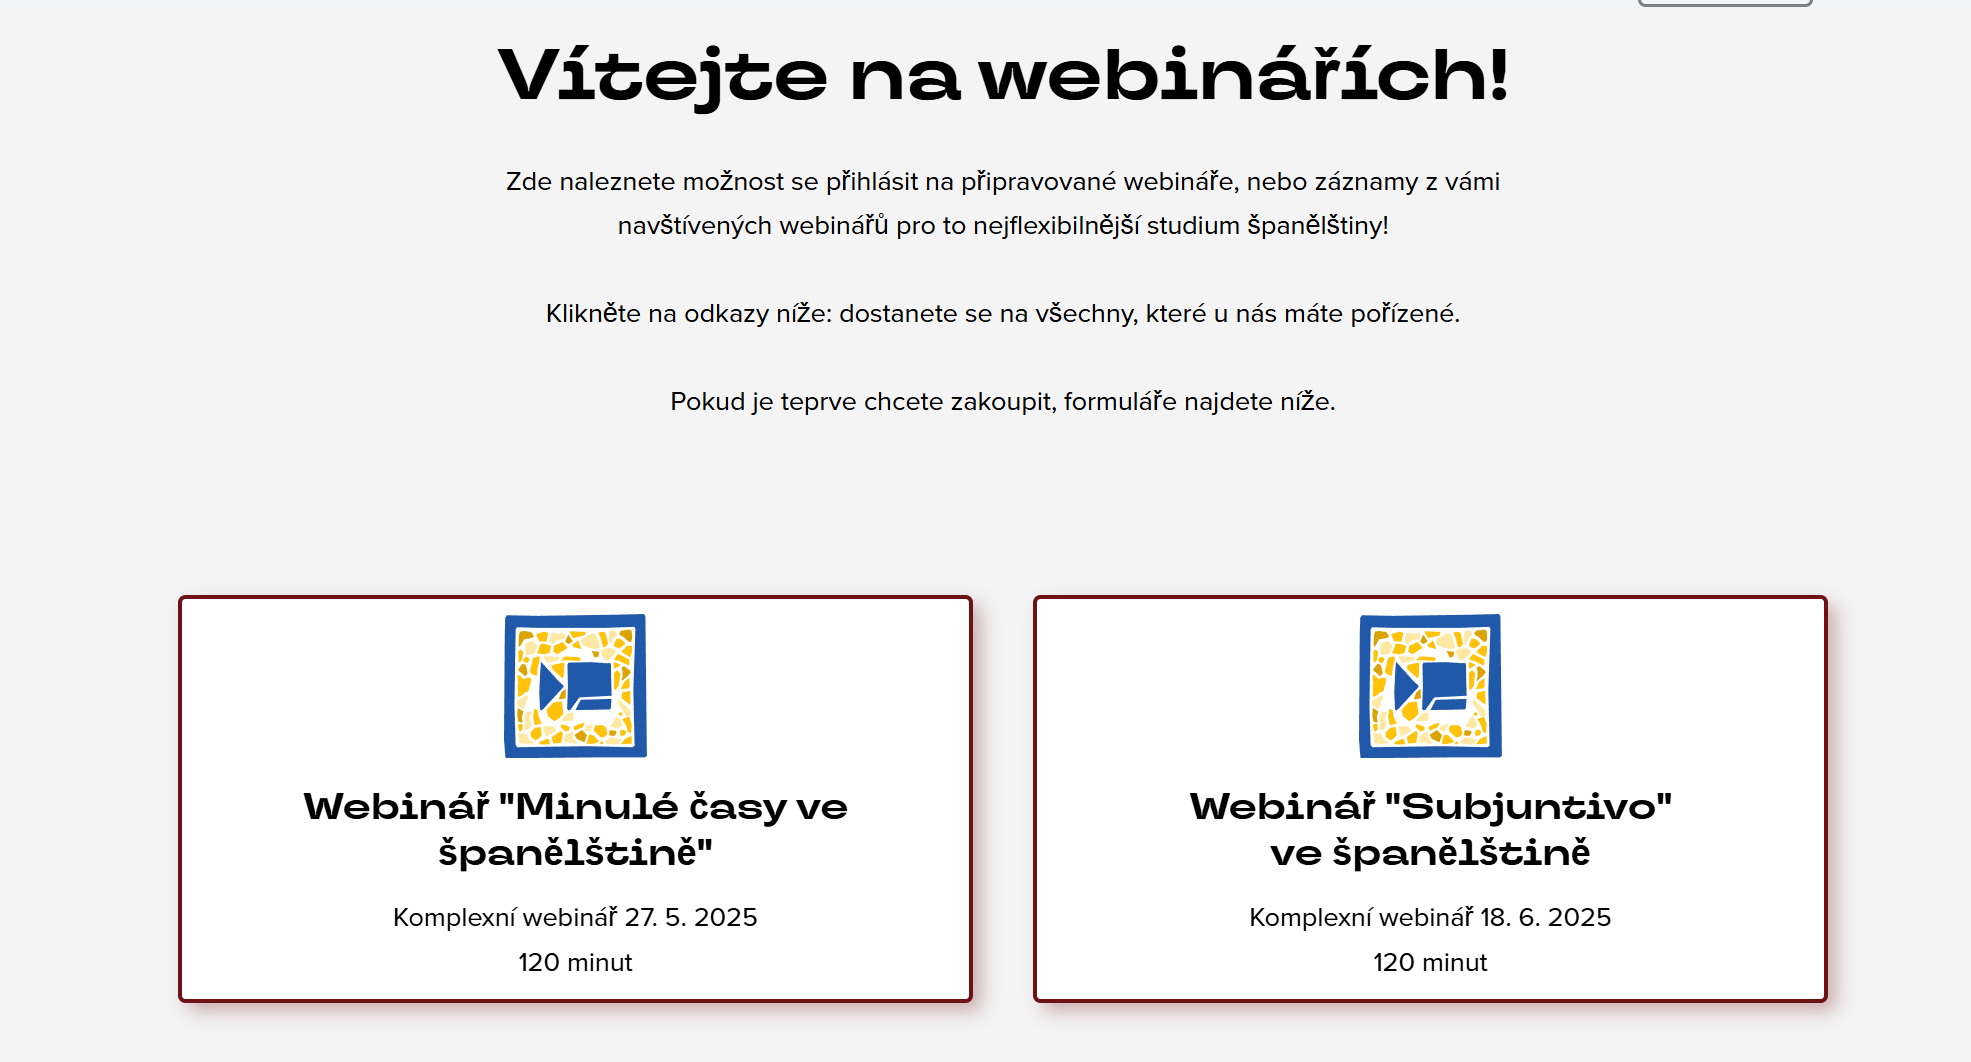 Vítejte na webinářích!
Zde naleznete možnost se přihlásit na připravované webináře, nebo záznamy z vámi
navštívených webinářů pro to nejflexibilnější studium španělštiny!
Klikněte na odkazy níže: dostanete se na všechny, které u nás máte pořízené.
Pokud je teprve chcete zakoupit, formuláře najdete níže.
Webinář "Minulé časy ve
španělštině"
Komplexní webinář 27. 5. 2025
120 minut
Webinář "Subjuntivo"
ve španělštině
Komplexní webinář 18. 6. 2025
120 minut